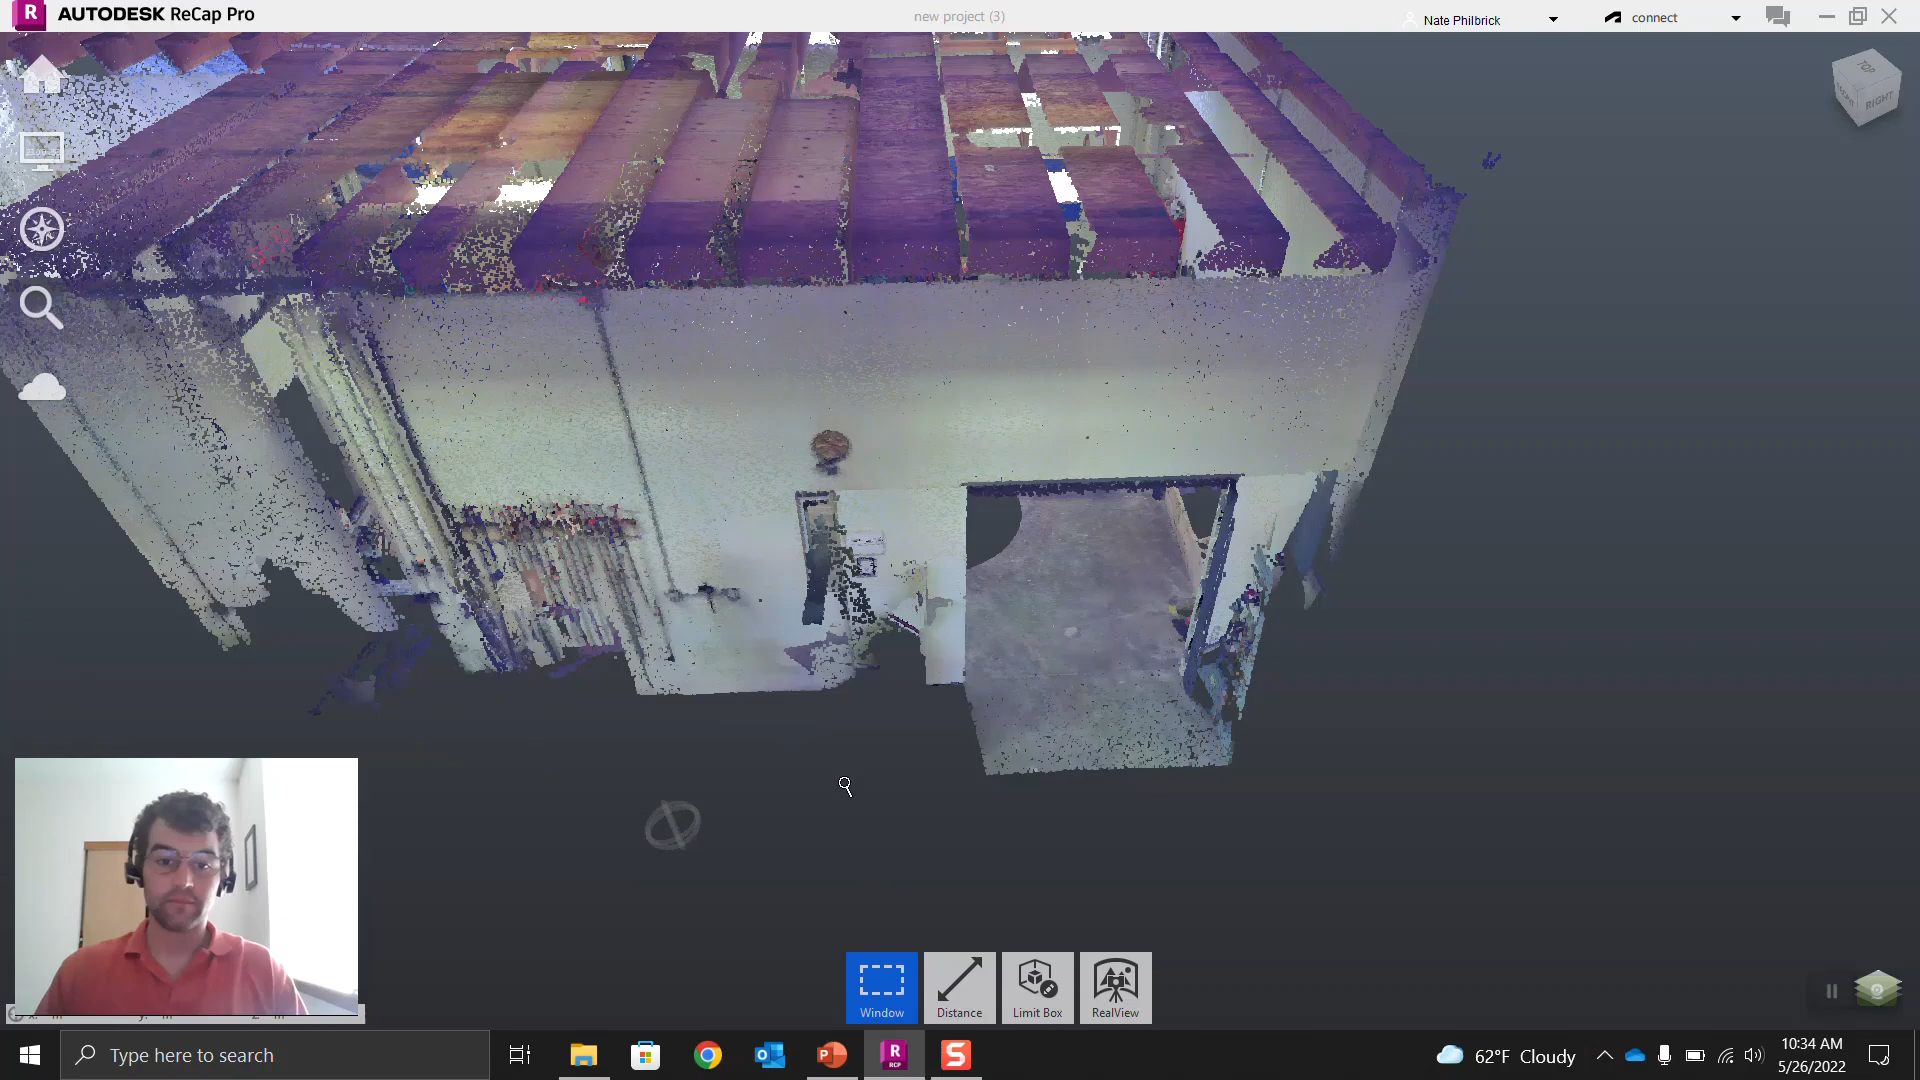 R AUTODESK ReCap Pro
new project (3)
Nate Philbrick
connect
TOP
RIGHT
Window
Distance
Limit Box
RealView
Type here to search
RCP
62°F Cloudy
10:34 AM
5/26/2022